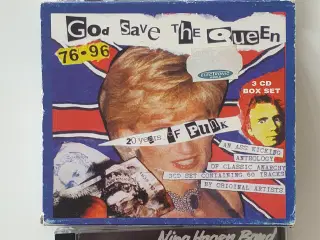 God Save THE QUEEN
76-96
3 CD
BOX SET
20 years OF PUNK
AN ASS KICKING
ANTHOLOGY
OF CLASSIC ANARCHY
3CD SET CONTAINING 60 TRACKS
BY ORIGINAL ARTISTS
Nina Hagen Band